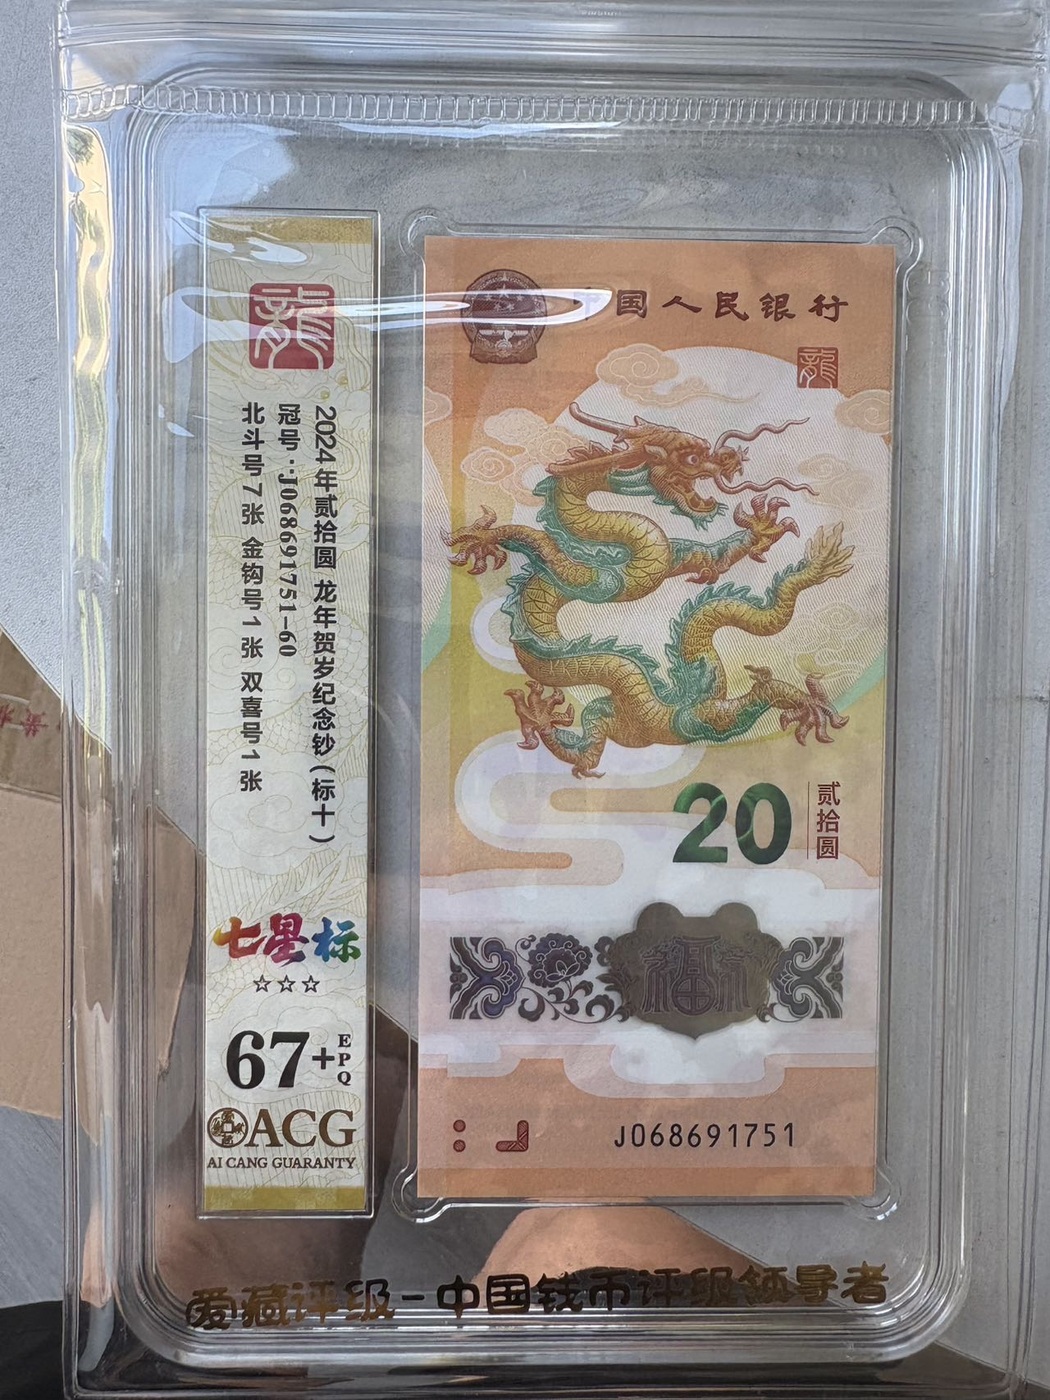 龍
2024年贰拾圆 龙年贺岁纪念钞(标十)
冠号:J068691751-60
北斗号7张 金钩号1张 双喜号1张
七星标
☆☆☆
67+EPQ
ACG
AI CANG GUARANTY
国人民银行
龍
20
贰拾圆
J068691751
爱藏评级-中国钱币评级领导者